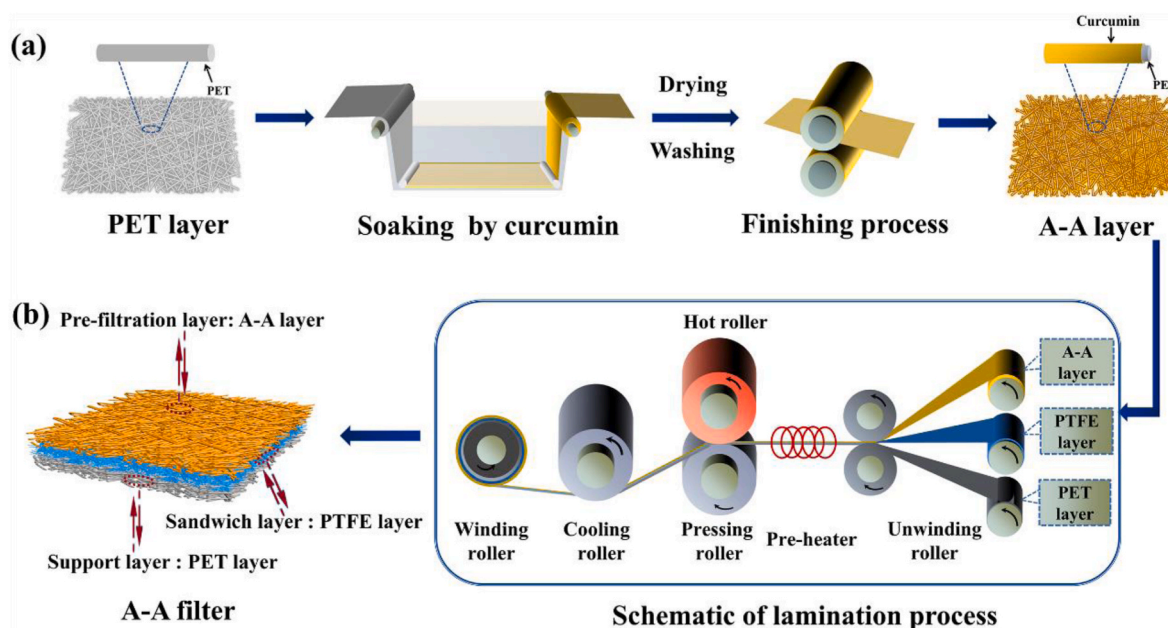 (a)
PET
PET layer
Soaking by curcumin
Drying
Washing
Finishing process
Curcumin
PE
A-A layer
(b)
Pre-filtration layer: A-A layer
Sandwich layer : PTFE layer
Support layer : PET layer
A-A filter
Hot roller
A-A
layer
PTFE
layer
PET
layer
Winding
roller
Cooling
roller
Pressing
roller
Pre-heater
Unwinding
roller
Schematic of lamination process